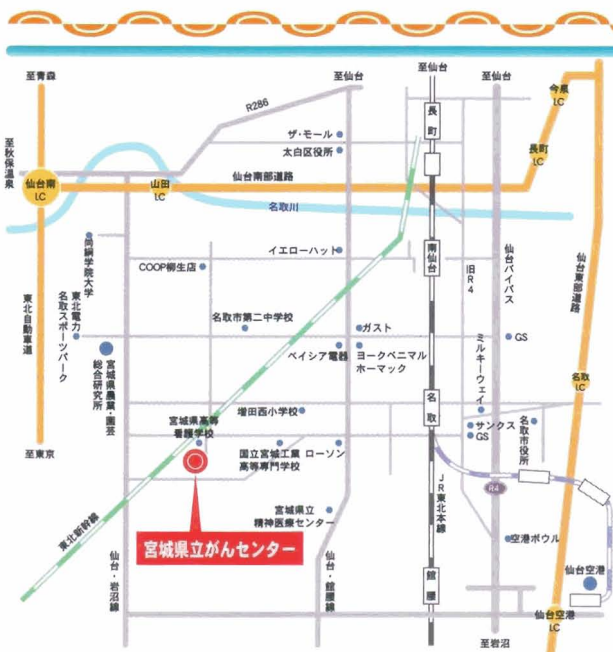 至青森
至仙台
至仙台
至仙台
今泉
I.C
R286
長町
至秋保温泉
ザ・モール
太白区役所
長町
I.C
仙台南
I.C
山田
I.C
仙台南部道路
名取川
尚絅学院大学
イエローハット
南仙台
仙台バイパス
仙台東部道路
COOP柳生店
旧R4
東北自動車道
東北電力
名取スポーツパーク
名取市第二中学校
ガスト
GS
宮城県農業・園芸
総合研究所
ベイシア電器
ヨークベニマル
ホーマック
ミルキーウェイ
名取
I.C
名取
増田西小学校
宮城県高等
看護学校
サンクス
GS
名取市役所
至東京
国立宮城工業
高等専門学校
ローソン
R4
JR東北本線
宮城県立
精神医療センター
東北新幹線
宮城県立がんセンター
空港ボウル
仙台空港
仙台・岩沼線
仙台・館腰線
館腰
仙台空港
I.C
至岩沼